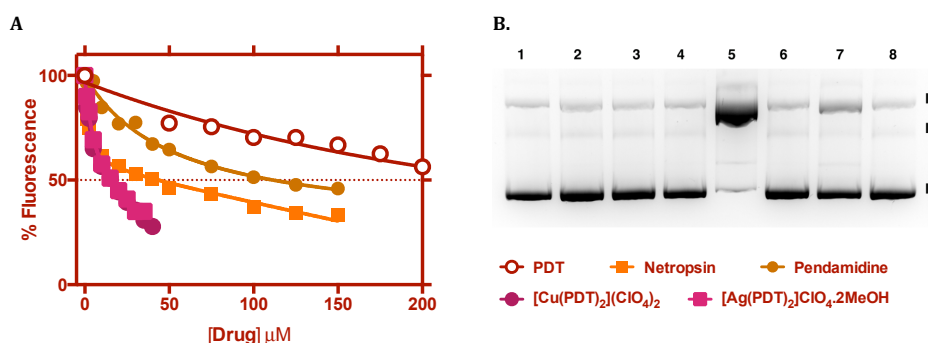 A
B.
100
50
0
% Fluorescence
0 50 100 150 200
[Drug] µM
1 2 3 4 5 6 7 8
PDT Netropsin Pendamidine
[Cu(PDT)₂](ClO₄)₂ [Ag(PDT)₂]ClO₄.2MeOH